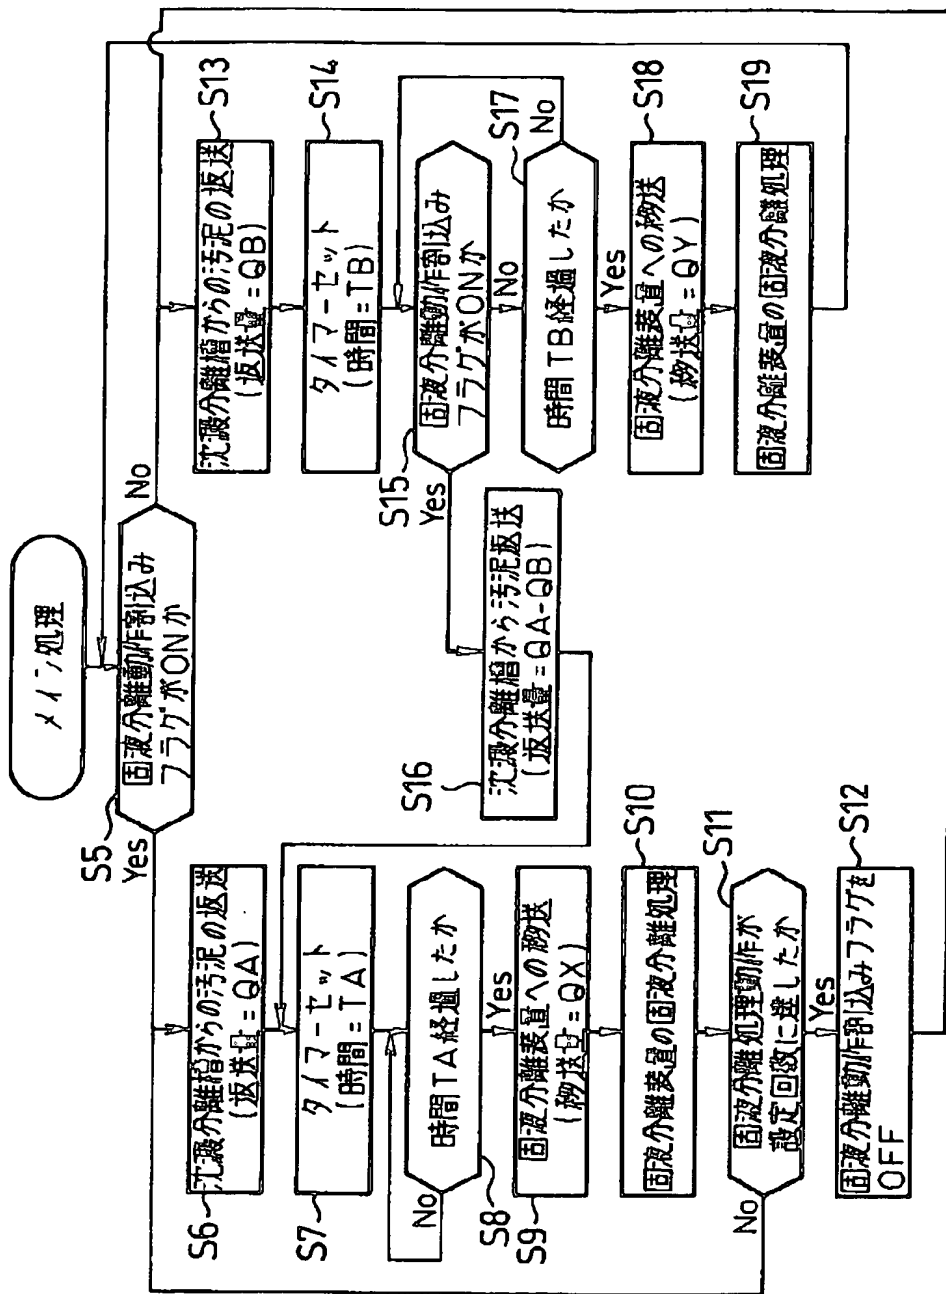 メイン処理
S5
固液分離動作割込み
フラグがONか
Yes
No
S6
沈澱分離槽からの汚泥の返送
(返送量=QA)
S7
タイマーセット
(時間=TA)
時間TA経過したか
No
S8
Yes
S9
固液分離装置への移送
(移送量=QX)
S10
固液分離装置の固液分離処理
S11
固液分離処理動作が
設定回数に達したか
No
Yes
S12
固液分離動作割込みフラグを
OFF
S13
沈澱分離槽からの汚泥の返送
(返送量=QB)
S14
タイマーセット
(時間=TB)
S15
固液分離動作割込み
フラグがONか
Yes
No
S16
沈澱分離槽から汚泥返送
(返送量=QA-QB)
S17
時間TB経過したか
No
Yes
S18
固液分離装置への移送
(移送量=QY)
S19
固液分離装置の固液分離処理